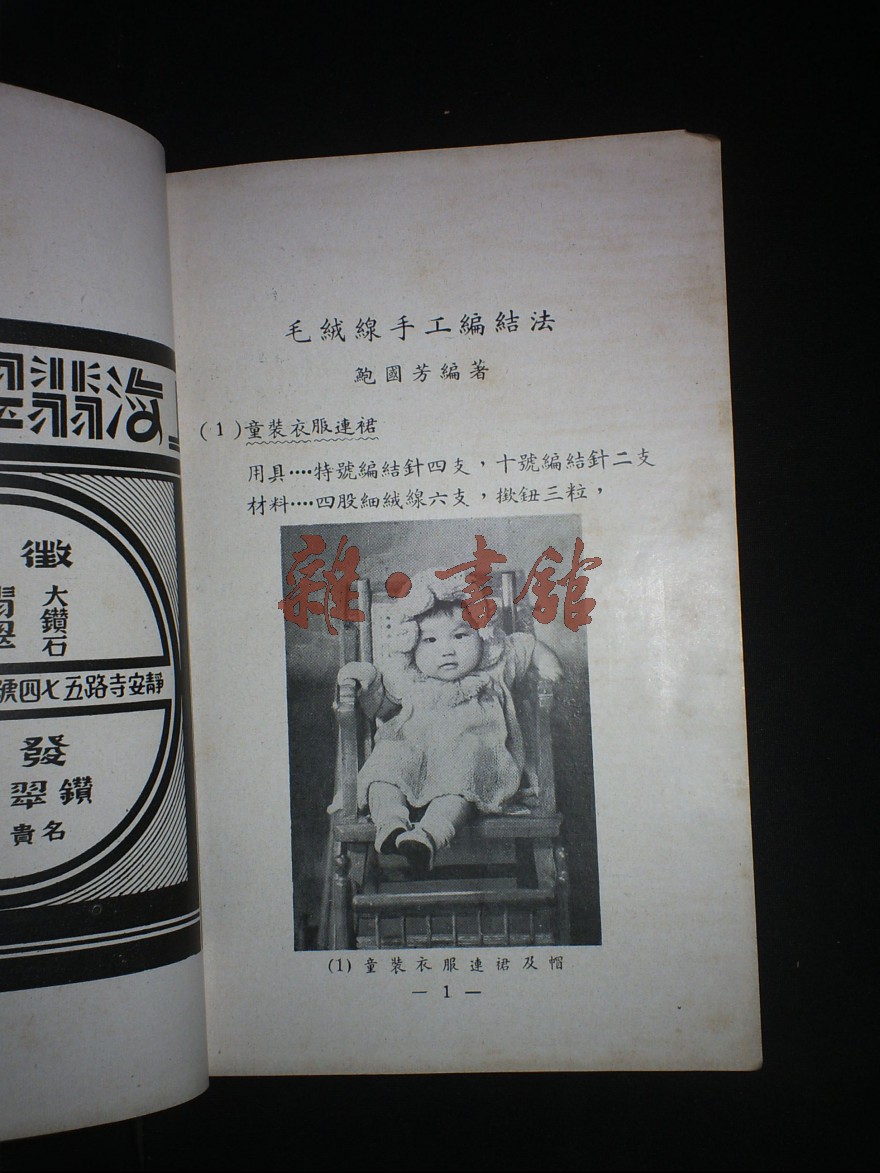 翡海
徵
大鑽石
翠
靜安寺路五七四號
發
鑽翠
名貴
毛絨線手工編結法
鮑國芳編著
(1)童裝衣服連裙
用具‥‥特號編結針四支，十號編結針二支
材料‥‥四股細絨線六支，揿鈕三粒，
雜·書館
(1) 童裝衣服連裙及帽
— 1 —